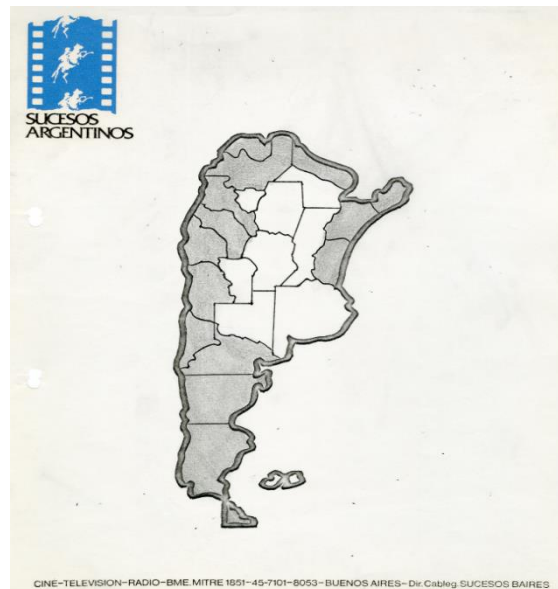 SUCESOS
ARGENTINOS
CINE-TELEVISION-RADIO-BME. MITRE 1851-45-7101-8053-BUENOS AIRES-Dir. Cableg. SUCESOS BAIRES